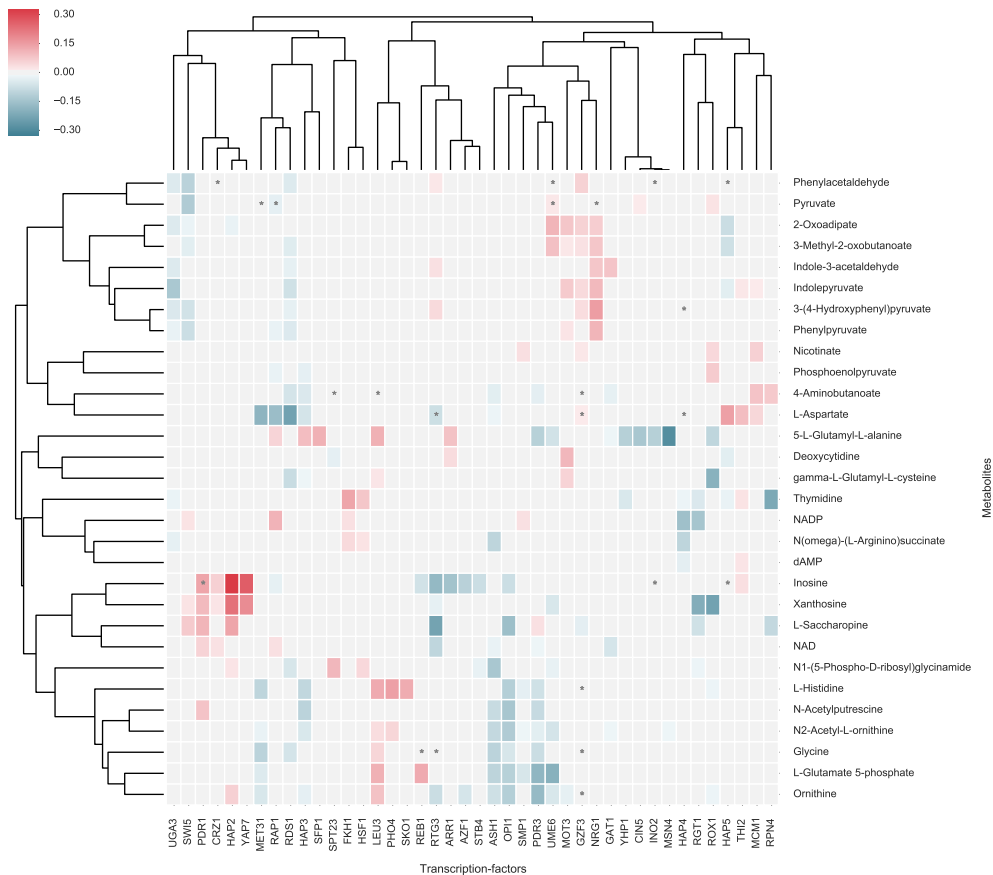 0.30
0.15
0.00
−0.15
−0.30
Phenylacetaldehyde
Pyruvate
2-Oxoadipate
3-Methyl-2-oxobutanoate
Indole-3-acetaldehyde
Indolepyruvate
3-(4-Hydroxyphenyl)pyruvate
Phenylpyruvate
Nicotinate
Phosphoenolpyruvate
4-Aminobutanoate
L-Aspartate
5-L-Glutamyl-L-alanine
Deoxycytidine
gamma-L-Glutamyl-L-cysteine
Thymidine
NADP
N(omega)-(L-Arginino)succinate
dAMP
Inosine
Xanthosine
L-Saccharopine
NAD
N1-(5-Phospho-D-ribosyl)glycinamide
L-Histidine
N-Acetylputrescine
N2-Acetyl-L-ornithine
Glycine
L-Glutamate 5-phosphate
Ornithine
Metabolites
UGA3
SWI5
PDR1
CRZ1
HAP2
YAP7
MET31
RAP1
RDS1
HAP3
SFP1
SPT23
FKH1
HSF1
LEU3
PHO4
SKO1
REB1
RTG3
ARR1
AZF1
STB4
ASH1
OPI1
SMP1
PDR3
UME6
MOT3
GZF3
NRG1
GAT1
YHP1
CIN5
INO2
MSN4
HAP4
RGT1
ROX1
HAP5
THI2
MCM1
RPN4
Transcription-factors